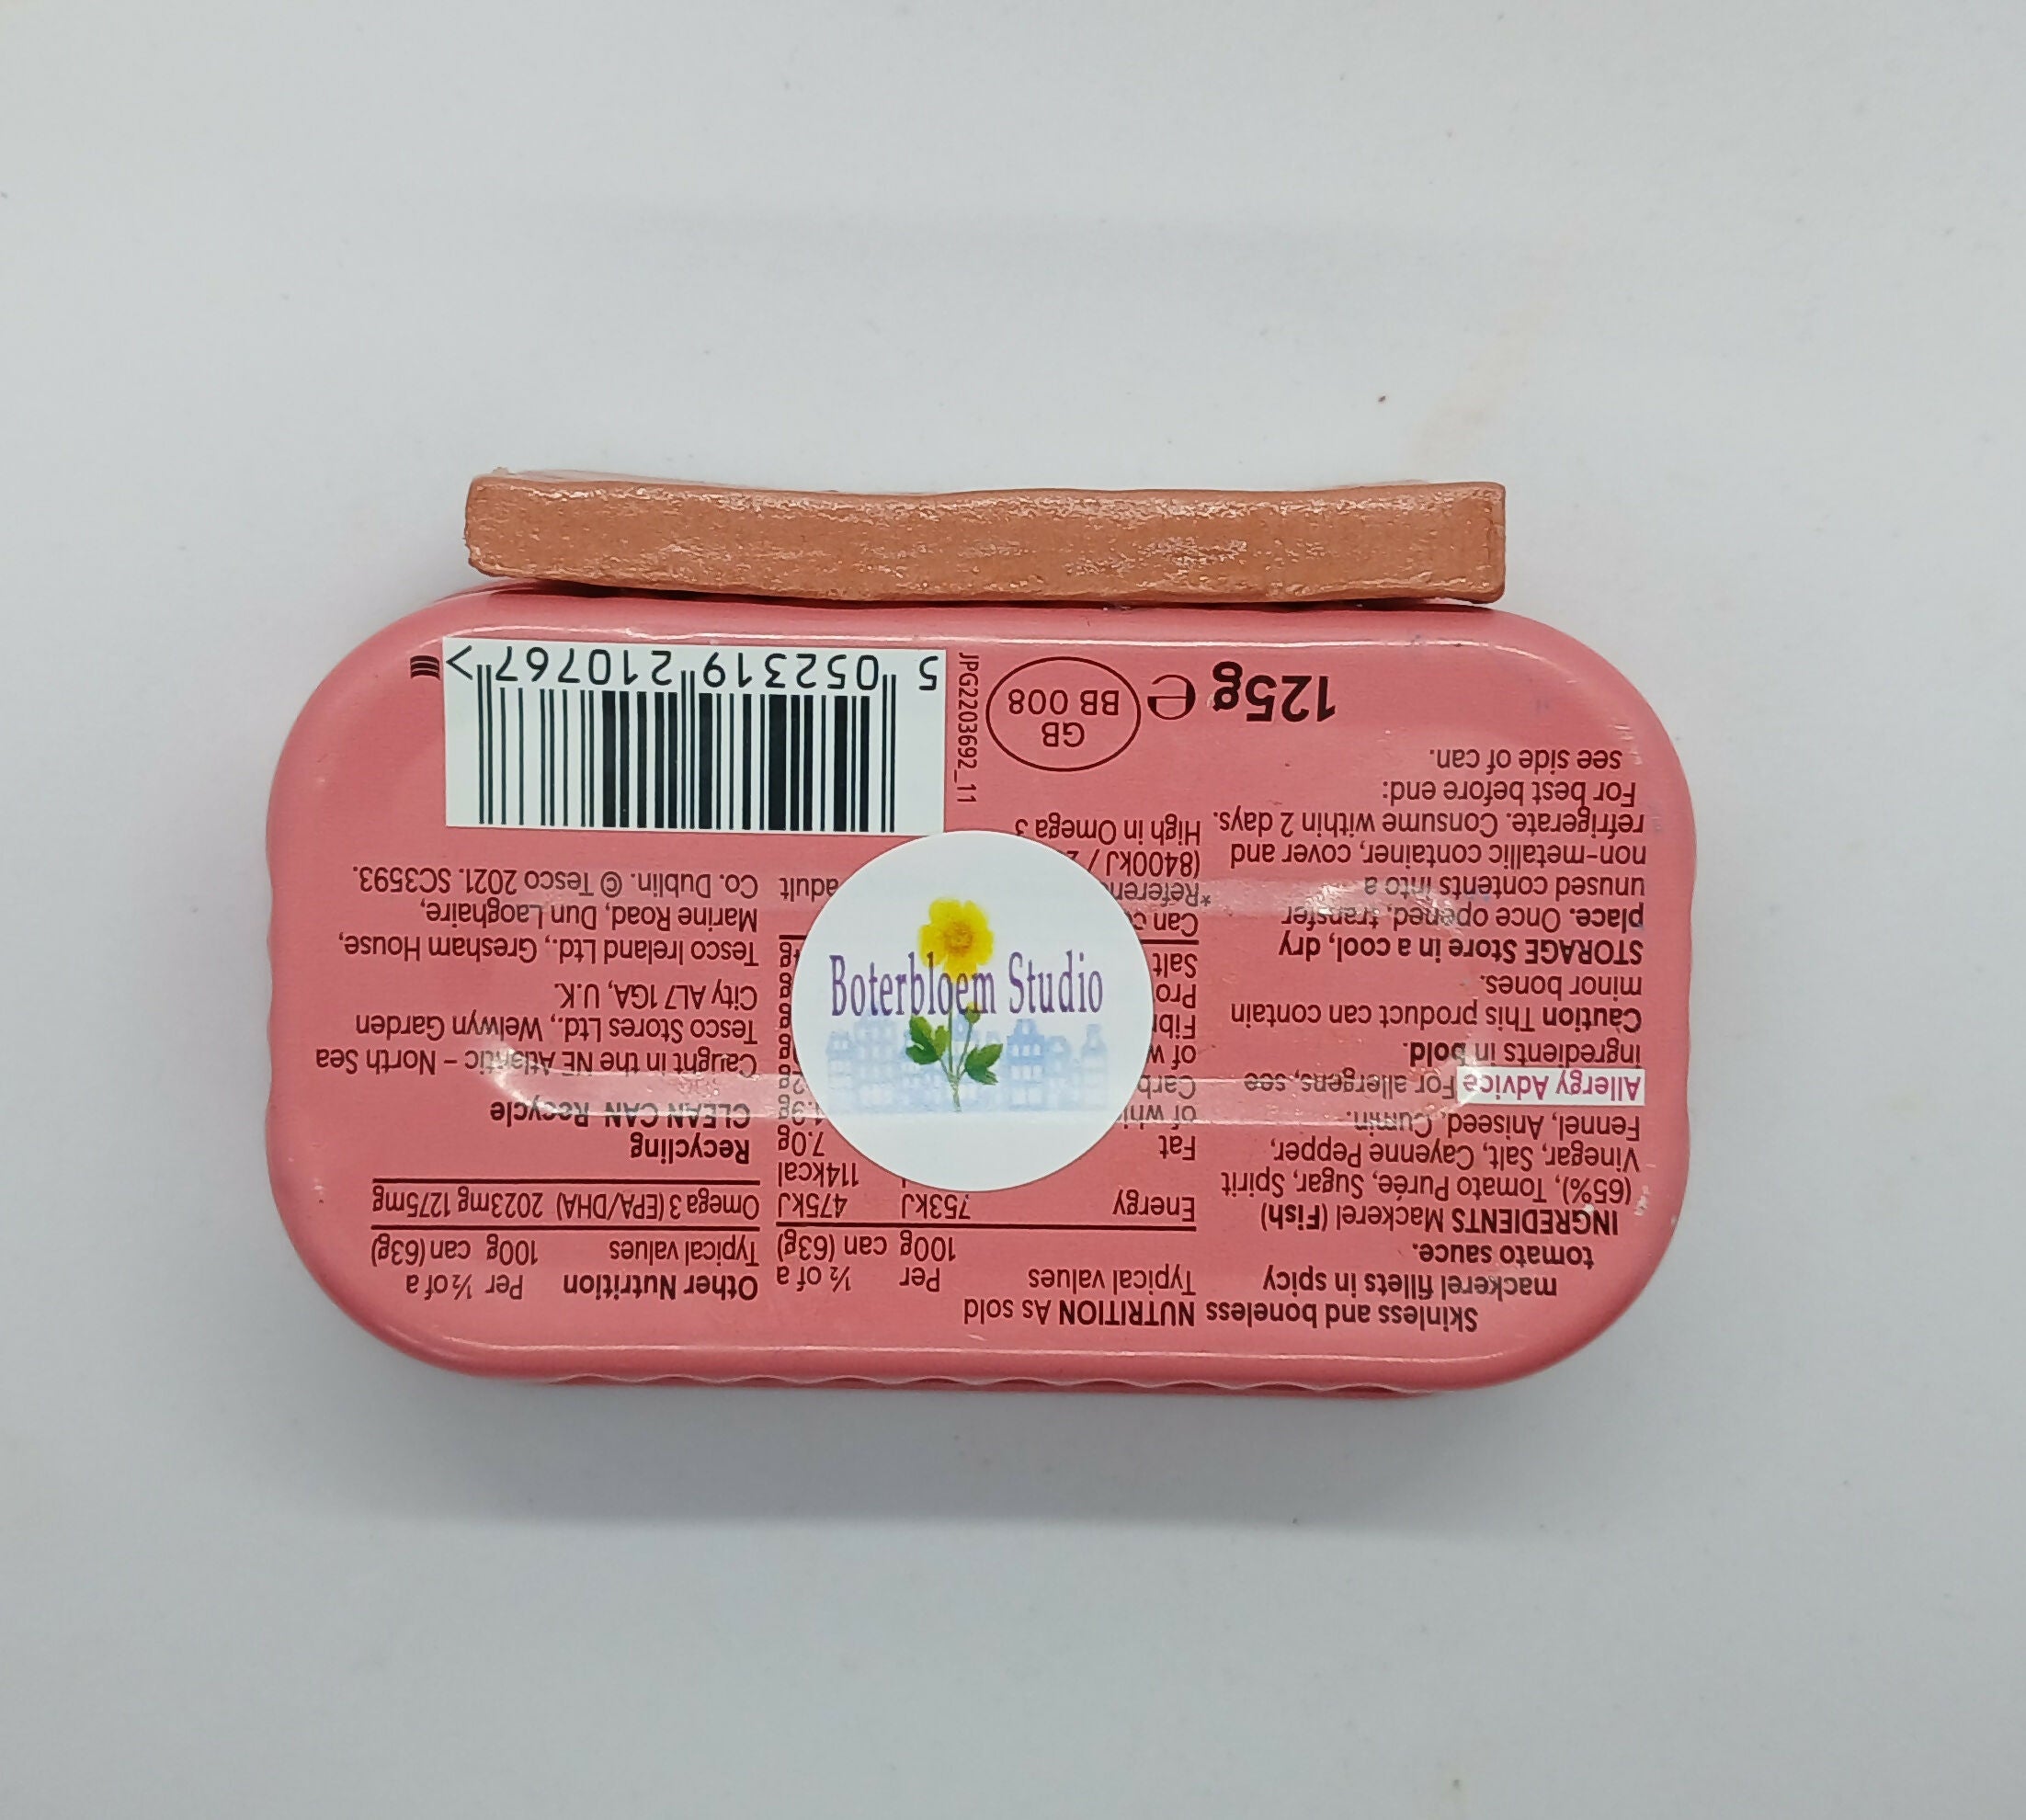 Skinless and boneless
mackerel fillets in spicy
tomato sauce.
INGREDIENTS Mackerel (Fish)
(65%), Tomato Purée, Sugar, Spirit
Vinegar, Salt, Cayenne Pepper,
Fennel, Aniseed, Cumin.
Allergy Advice For allergens, see
ingredients in bold.
Caution This product can contain
minor bones.
STORAGE Store in a cool, dry
place. Once opened, transfer
unused contents into a
non-metallic container, cover and
refrigerate. Consume within 2 days.
For best before end:
see side of can.
125g e
NUTRITION As sold
Typical values Per ½ of a
100g can (63g)
Energy 753kJ 475kJ
114kcal
Fat 7.0g
of
Carb
of
Salt
Can
(8400kJ /
adult
High in Omega 3
GB
BB 008
JPG2203692_11
Other Nutrition Per ½ of a
Typical values 100g can (63g)
Omega 3 (EPA/DHA) 2023mg 1275mg
Recycling
CLEAN CAN Recycle
Caught in the NE Atlantic – North Sea
Tesco Stores Ltd., Welwyn Garden
City AL7 1GA, U.K.
Tesco Ireland Ltd., Gresham House,
Marine Road, Dun Laoghaire,
Co. Dublin. © Tesco 2021. SC3593.
5 052319 210767 >
Boterbloem Studio